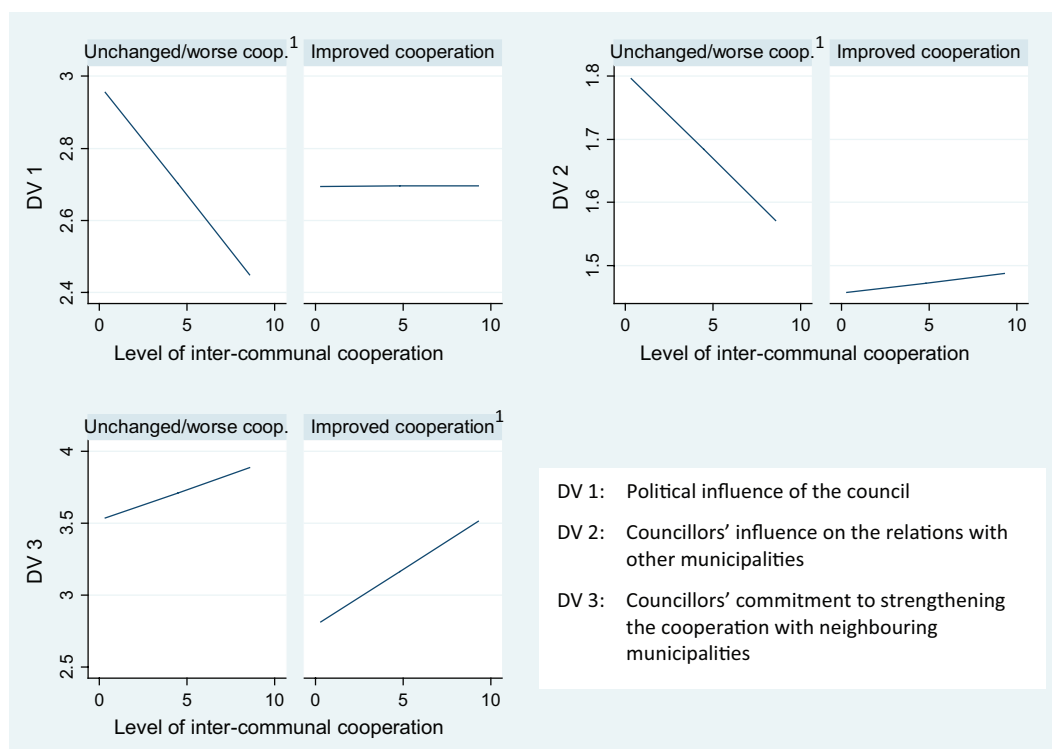 Unchanged/worse coop.1 Improved cooperation
3
2.8
2.6
2.4
DV 1
0 5 10 0 5 10
Level of inter-communal cooperation
Unchanged/worse coop.1 Improved cooperation
1.8
1.7
1.6
1.5
DV 2
0 5 10 0 5 10
Level of inter-communal cooperation
Unchanged/worse coop. Improved cooperation1
4
3.5
3
2.5
DV 3
0 5 10 0 5 10
Level of inter-communal cooperation
DV 1: Political influence of the council
DV 2: Councillors’ influence on the relations with
other municipalities
DV 3: Councillors’ commitment to strengthening
the cooperation with neighbouring
municipalities